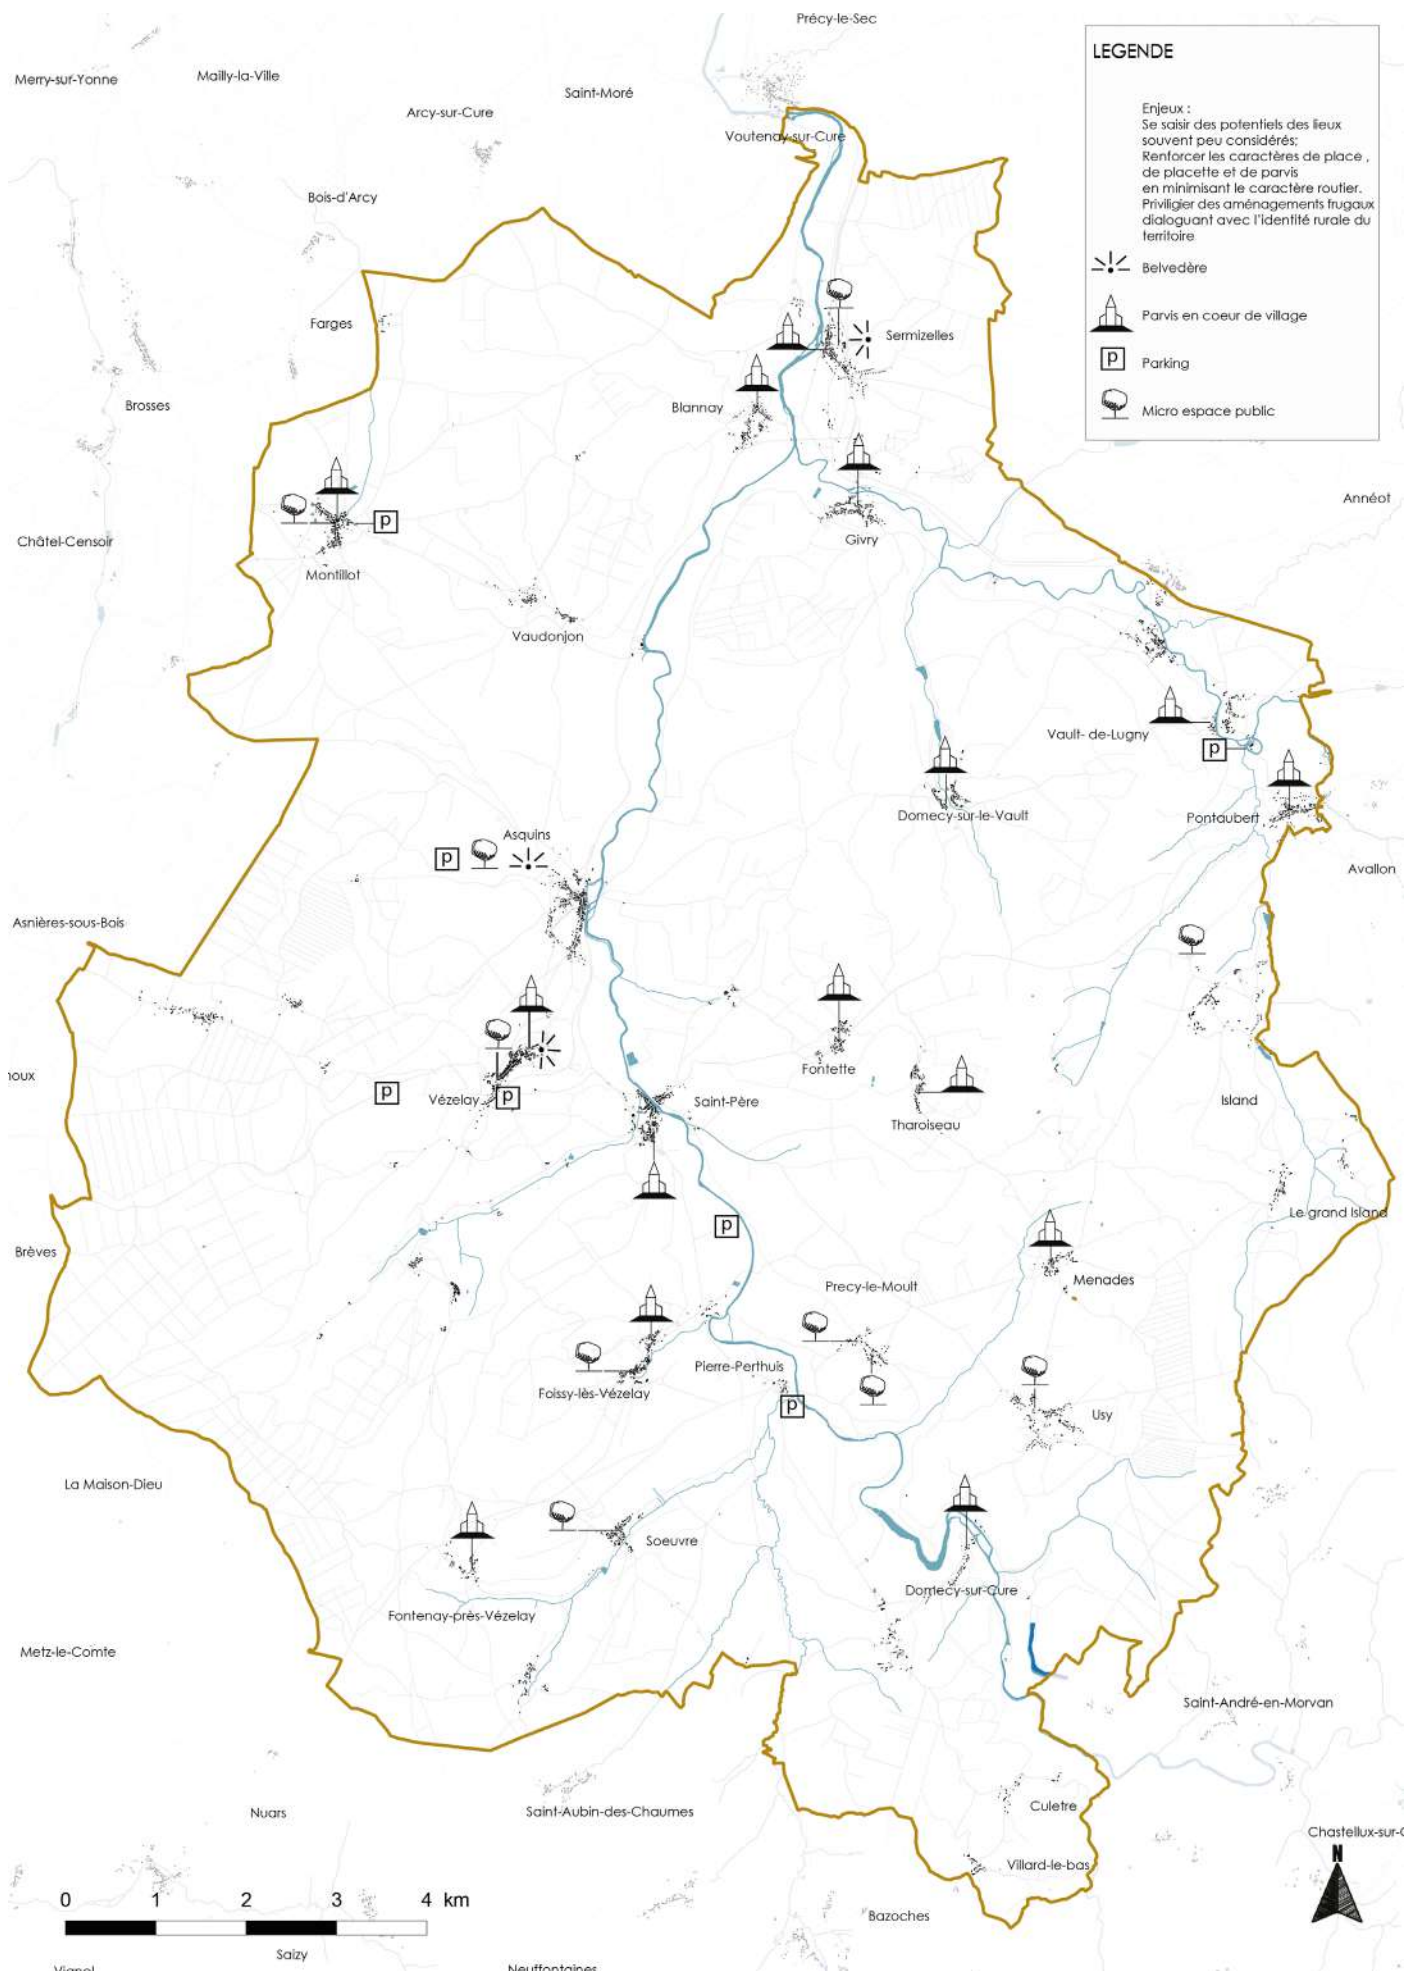 Précy-le-Sec
LEGENDE
Merry-sur-Yonne
Mailly-la-Ville
Saint-Moré
Arcy-sur-Cure
Voutenay-sur-Cure
Enjeux :
Se saisir des potentiels des lieux
souvent peu considérés;
Renforcer les caractères de place ,
de placette et de parvis
en minimisant le caractère routier.
Priviligier des aménagements frugaux
dialoguant avec l'identité rurale du
territoire
Belvedère
Parvis en coeur de village
P
Parking
Micro espace public
Bois-d'Arcy
Farges
Sermizelles
Brosses
Blannay
Annéot
P
Châtel-Censoir
Givry
Montillot
Vaudonjon
Vault- de-Lugny
P
Domecy-sur-le-Vault
Pontaubert
Asquins
P
Avallon
Asnières-sous-Bois
Fontette
noux
P
Vézelay
P
Saint-Père
Island
Tharoiseau
Le grand Island
P
Brèves
Menades
Precy-le-Moult
Pierre-Perthuis
Foissy-lès-Vézelay
P
Usy
La Maison-Dieu
Soeuvre
Domecy-sur-Cure
Fontenay-près-Vézelay
Metz-le-Comte
Saint-André-en-Morvan
Culetre
Nuars
Saint-Aubin-des-Chaumes
Chastellux-sur-C
N
Villard-le-bas
0 1 2 3 4 km
Bazoches
Saizy
Vignol
Neuffontaines